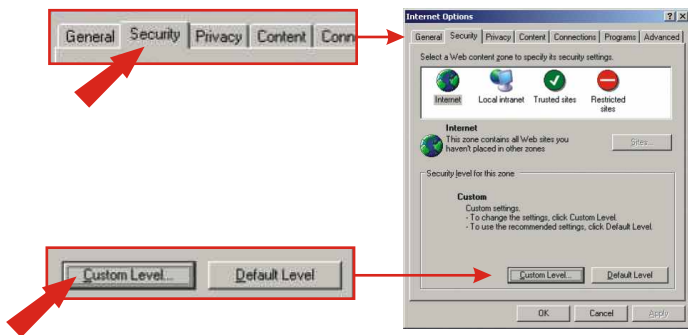 General Security Privacy Content Conn
Custom Level... Default Level
Internet Options
General Security Privacy Content Connections Programs Advanced
Select a Web content zone to specify its security settings.
Internet Local intranet Trusted sites Restricted
sites
Internet
This zone contains all Web sites you
haven't placed in other zones
Sites...
Security level for this zone
Custom
Custom settings.
- To change the settings, click Custom Level.
- To use the recommended settings, click Default Level.
Custom Level... Default Level
OK Cancel Apply